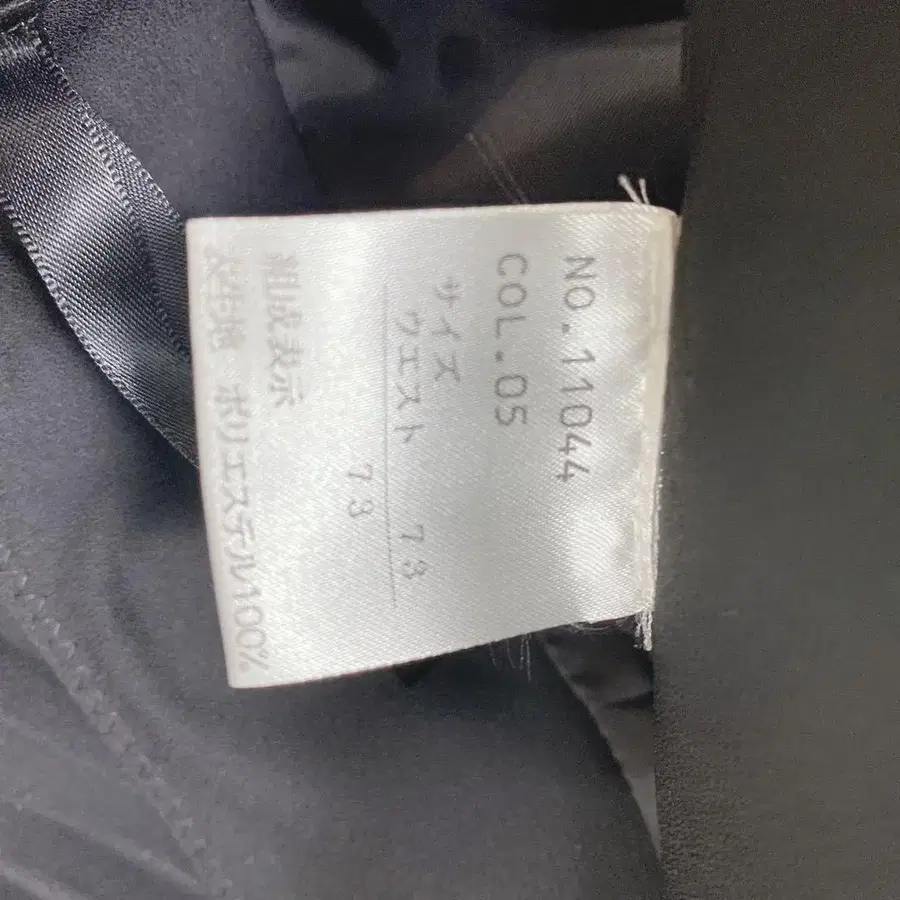 NO.11044
COL.05
サイズ
ウエスト 73
73
組成表示
表生地 ポリエステル100%